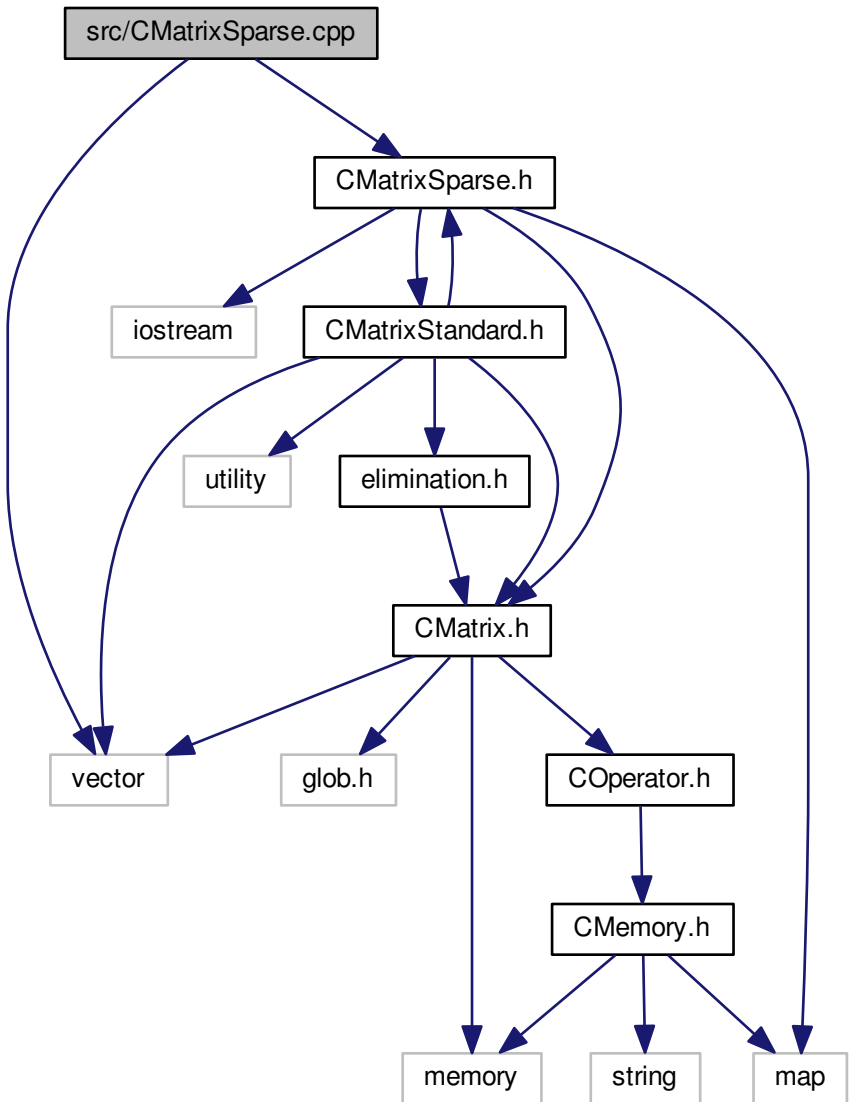 src/CMatrixSparse.cpp
CMatrixSparse.h
iostream
CMatrixStandard.h
utility
elimination.h
CMatrix.h
vector
glob.h
COperator.h
CMemory.h
memory
string
map